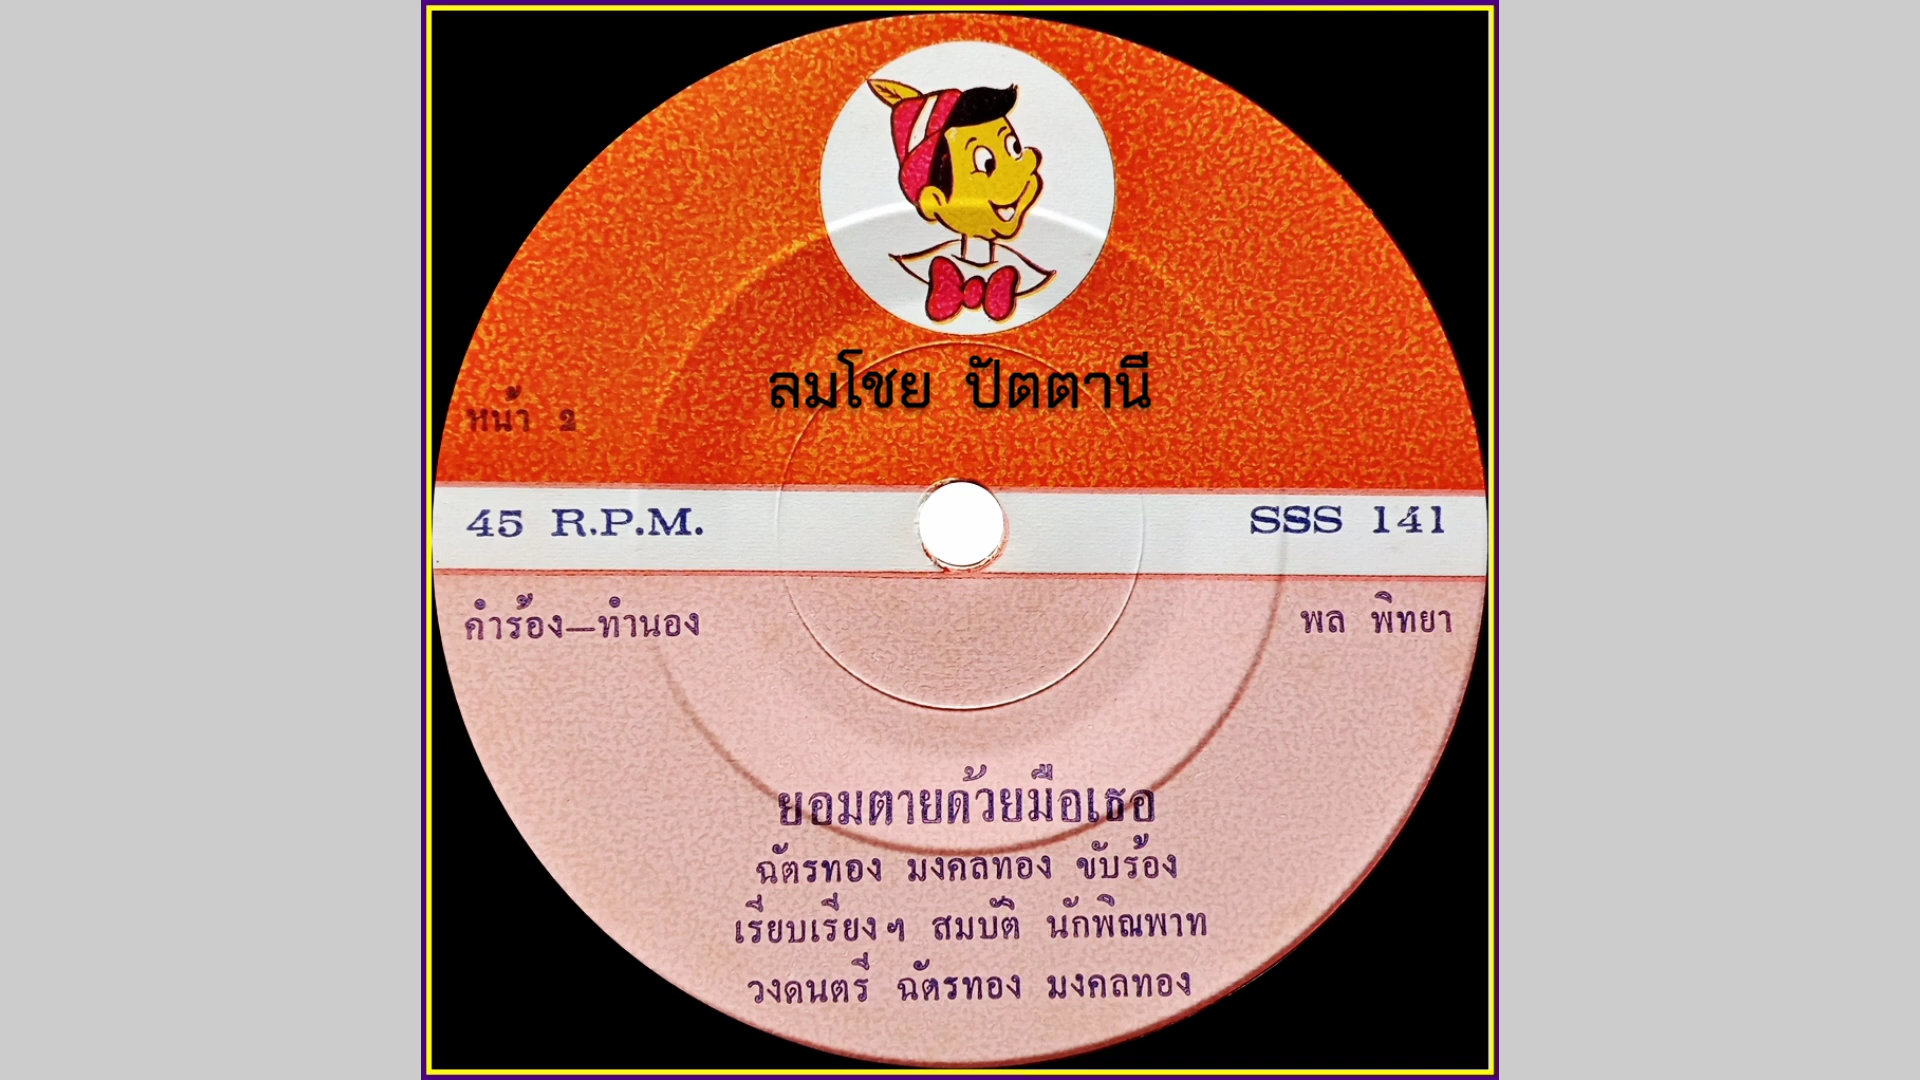 ลมโชย ปัตตานี
หน้า 2
45 R.P.M. SSS 141
คำร้อง—ทำนอง พล พิทยา
ยอมตายด้วยมือเธอ
ฉัตรทอง มงคลทอง ขับร้อง
เรียบเรียงฯ สมบัติ นักพิณพาท
วงดนตรี ฉัตรทอง มงคลทอง